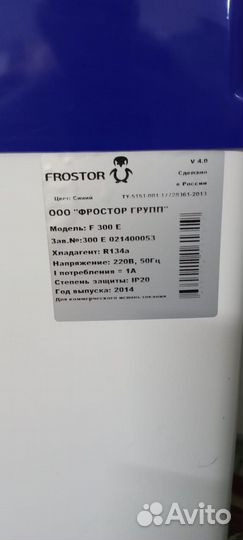 FROSTOR
V 4.0
Сделано
в России
Цвет: Синий
ТУ-5151-001-17728361-2013
ООО "ФРОСТОР ГРУПП"
Модель: F 300 E
Зав.№:300 E 021400053
Хладагент: R134a
Напряжение: 220В, 50Гц
I потребления = 1А
Степень защиты: IP20
Год выпуска: 2014
Для коммерческого использования
Avito